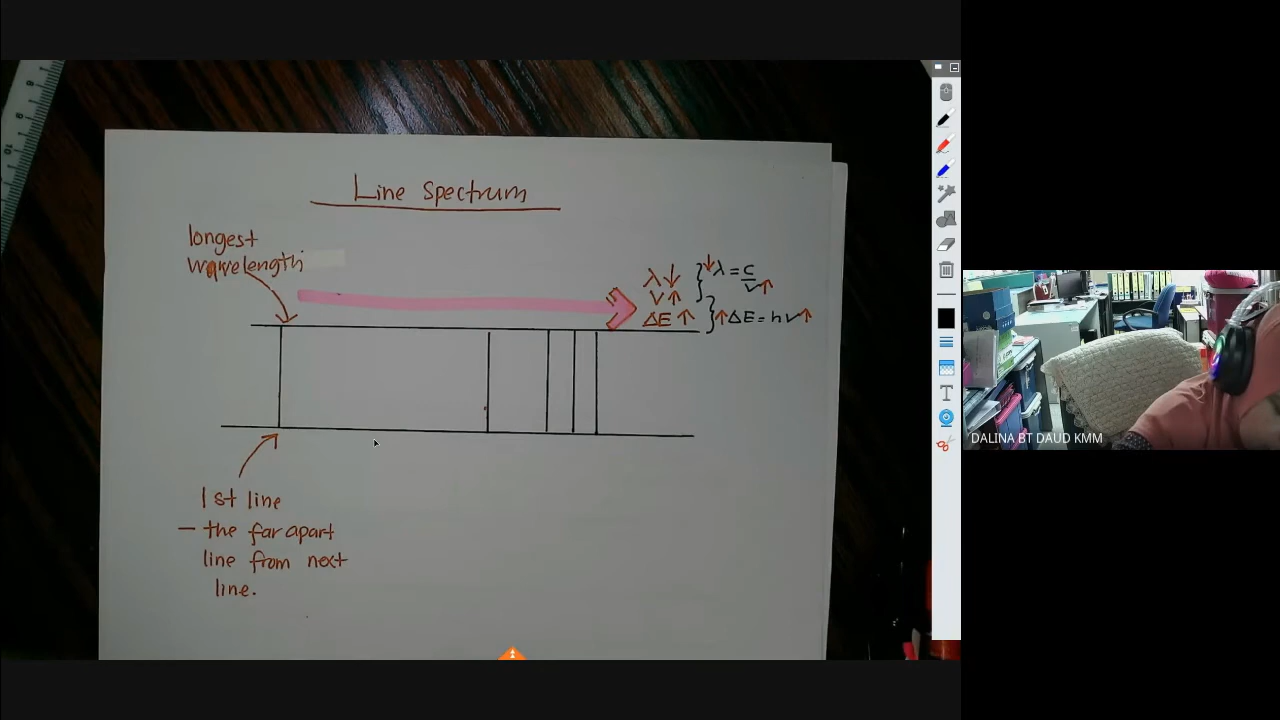 Line Spectrum
longest
wavelength
λ↓
ν↑
ΔE↑
↓λ = c/ν↑
↑ΔE = hν↑
1st line
– the far apart
line from next
line.
T
DALINA BT DAUD KMM